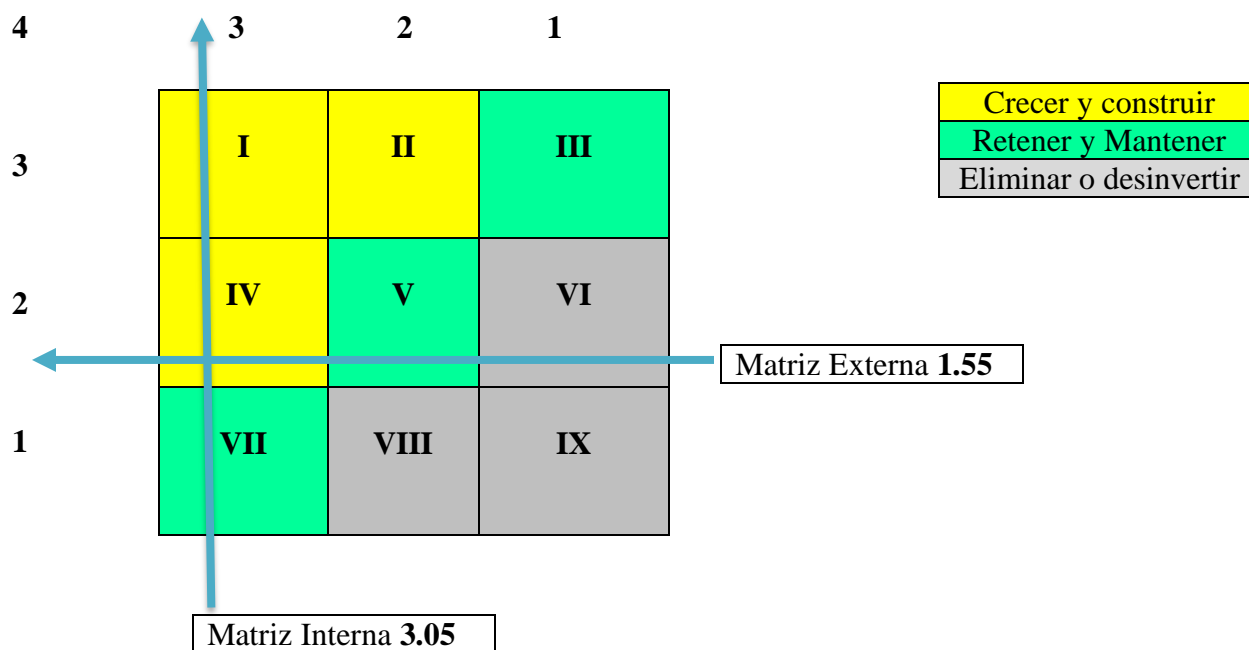 4 3 2 1
Crecer y construir
I II III
3
Retener y Mantener
Eliminar o desinvertir
IV V VI
2
Matriz Externa 1.55
VII VIII IX
1
Matriz Interna 3.05